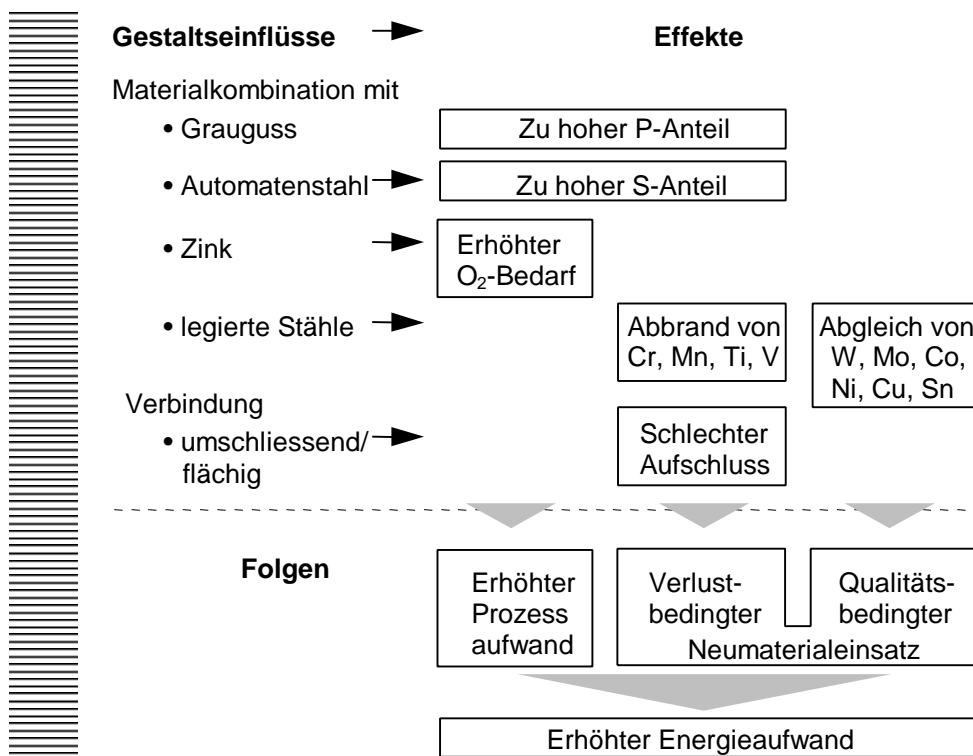 Gestaltseinflüsse Effekte
Materialkombination mit
• Grauguss Zu hoher P-Anteil
• Automatenstahl Zu hoher S-Anteil
• Zink Erhöhter
O₂-Bedarf
• legierte Stähle Abbrand von Abgleich von
Cr, Mn, Ti, V W, Mo, Co,
Ni, Cu, Sn
Verbindung
• umschliessend/ Schlechter
flächig Aufschluss
Folgen
Erhöhter Verlust- Qualitäts-
Prozess bedingter bedingter
aufwand Neumaterialeinsatz
Erhöhter Energieaufwand